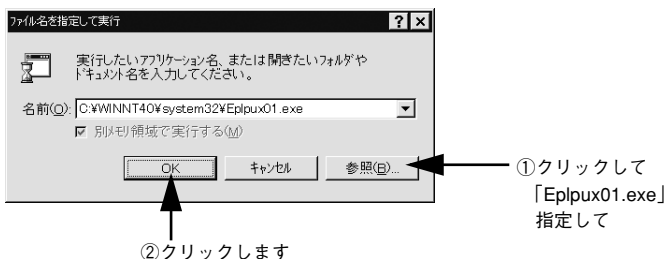 ファイル名を指定して実行
実行したいアプリケーション名、または開きたいフォルダや
ドキュメント名を入力してください。
名前(O): C:¥WINNT40¥system32¥Eplpux01.exe
別メモリ領域で実行する(M)
OK キャンセル 参照(B)...
①クリックして
「Eplpux01.exe」
指定して
②クリックします